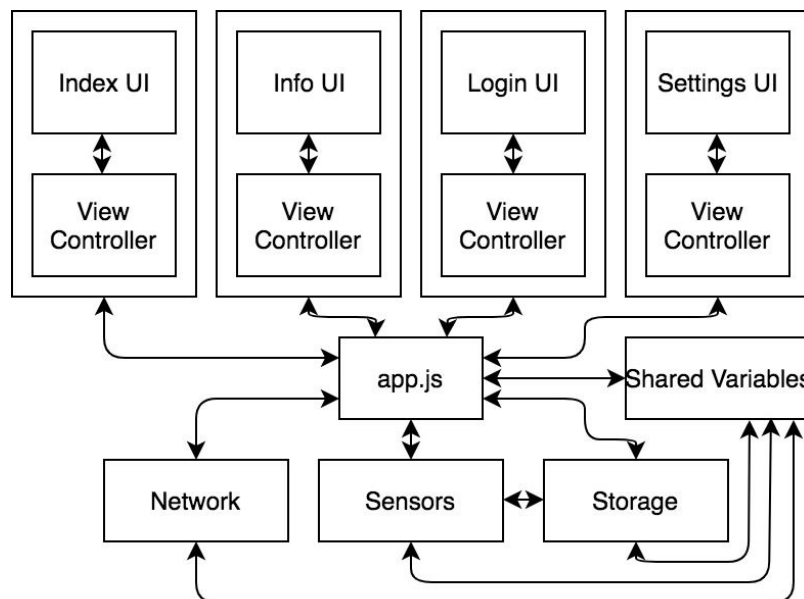 Index UI
Info UI
Login UI
Settings UI
View
Controller
View
Controller
View
Controller
View
Controller
app.js
Shared Variables
Network
Sensors
Storage